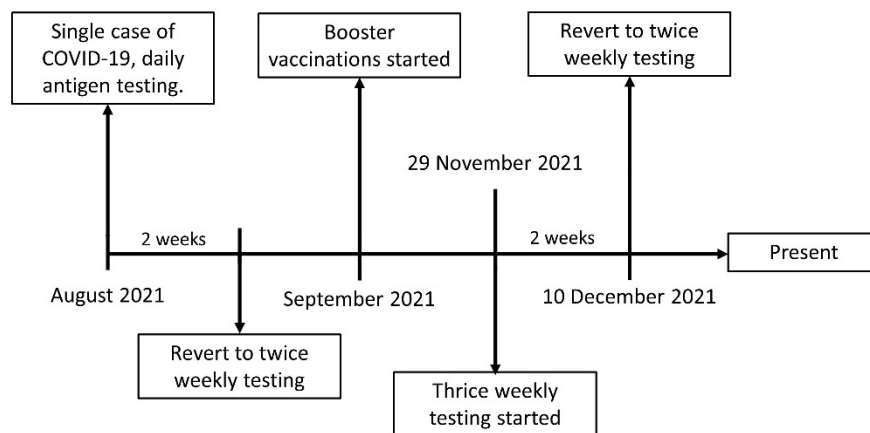 Single case of
COVID-19, daily
antigen testing.
Booster
vaccinations started
Revert to twice
weekly testing
29 November 2021
2 weeks
2 weeks
Present
August 2021
September 2021
10 December 2021
Revert to twice
weekly testing
Thrice weekly
testing started